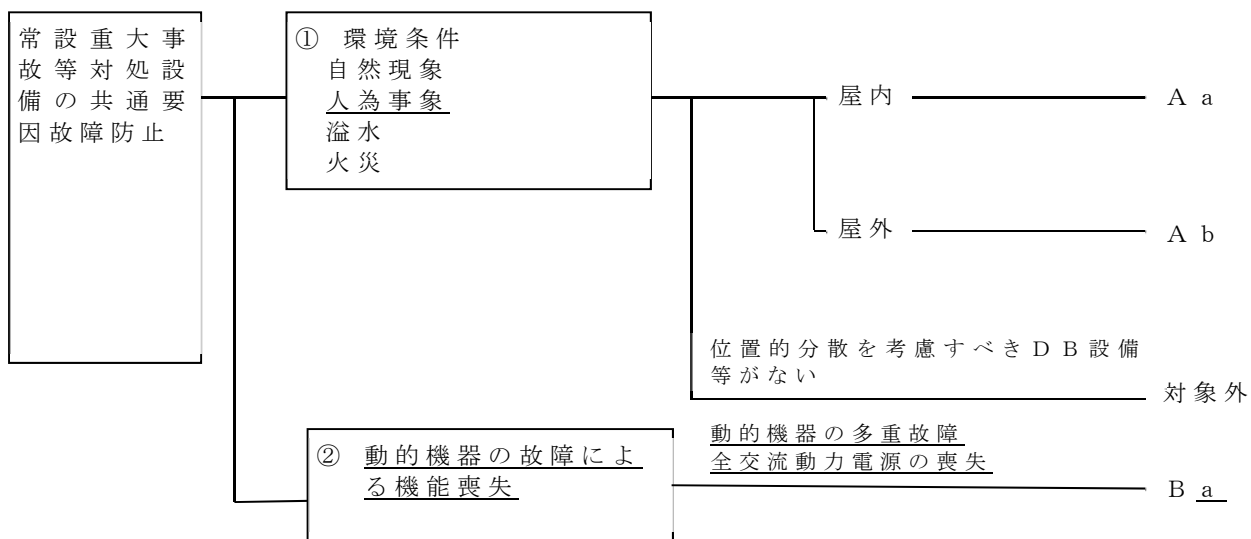 常設重大事
故等対処設
備の共通要
因故障防止
① 環境条件
自然現象
人為事象
溢水
火災
屋内
Aa
屋外
Ab
位置的分散を考慮すべきDB設備
等がない
対象外
② 動的機器の故障によ
る機能喪失
動的機器の多重故障
全交流動力電源の喪失
Ba